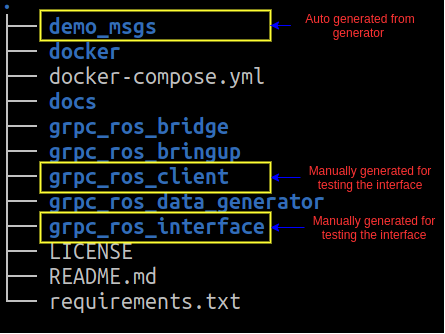 demo_msgs
Auto generated from
generator
docker
docker-compose.yml
docs
grpc_ros_bridge
grpc_ros_bringup
grpc_ros_client
Manually generated for
testing the interface
grpc_ros_data_generator
grpc_ros_interface
Manually generated for
testing the interface
LICENSE
README.md
requirements.txt